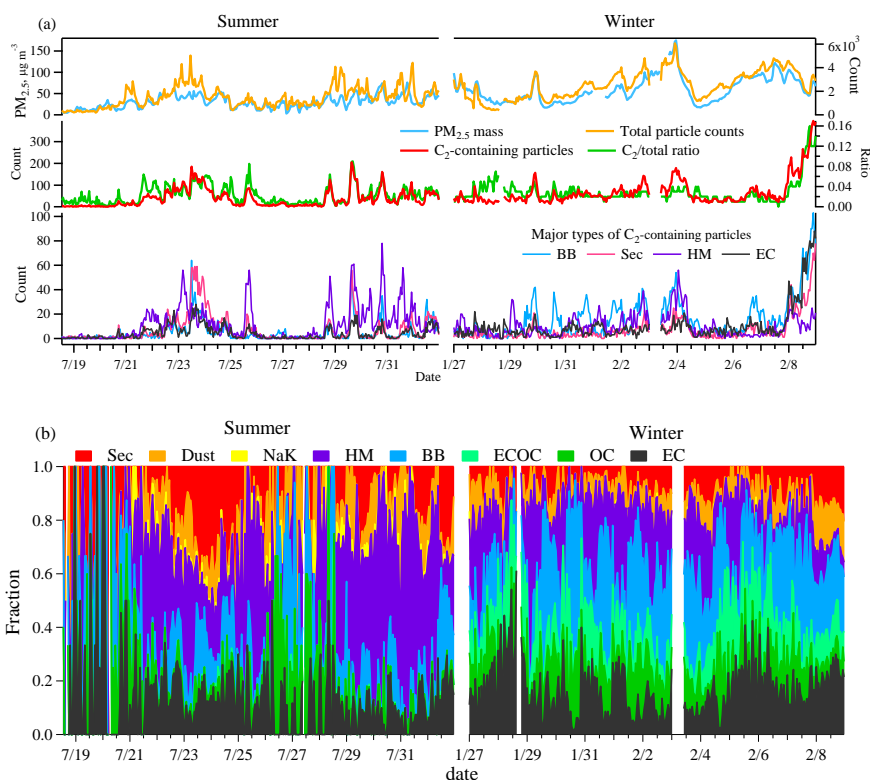 (a)
Summer
Winter
PM2.5, μg m-3
150
100
50
0
6x10³
4
2
0
Count
PM2.5 mass
Total particle counts
C2-containing particles
C2/total ratio
Count
300
200
100
0
0.16
0.12
0.08
0.04
0.00
Ratio
Major types of C2-containing particles
BB
Sec
HM
EC
Count
100
80
60
40
20
0
7/19
7/21
7/23
7/25
7/27
7/29
7/31
1/27
1/29
1/31
2/2
2/4
2/6
2/8
Date
(b)
Summer
Winter
Sec
Dust
NaK
HM
BB
ECOC
OC
EC
Fraction
1.0
0.8
0.6
0.4
0.2
0.0
7/19
7/21
7/23
7/25
7/27
7/29
7/31
1/27
1/29
1/31
2/2
2/4
2/6
2/8
date